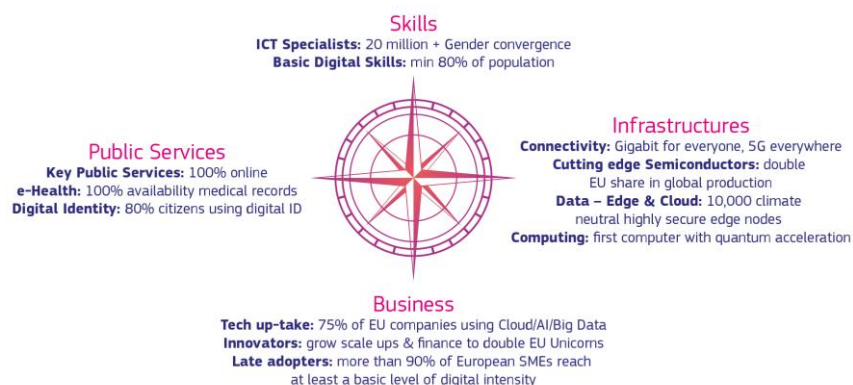 Skills
ICT Specialists: 20 million + Gender convergence
Basic Digital Skills: min 80% of population
Public Services
Key Public Services: 100% online
e-Health: 100% availability medical records
Digital Identity: 80% citizens using digital ID
Infrastructures
Connectivity: Gigabit for everyone, 5G everywhere
Cutting edge Semiconductors: double
EU share in global production
Data – Edge & Cloud: 10,000 climate
neutral highly secure edge nodes
Computing: first computer with quantum acceleration
Business
Tech up-take: 75% of EU companies using Cloud/AI/Big Data
Innovators: grow scale ups & finance to double EU Unicorns
Late adopters: more than 90% of European SMEs reach
at least a basic level of digital intensity